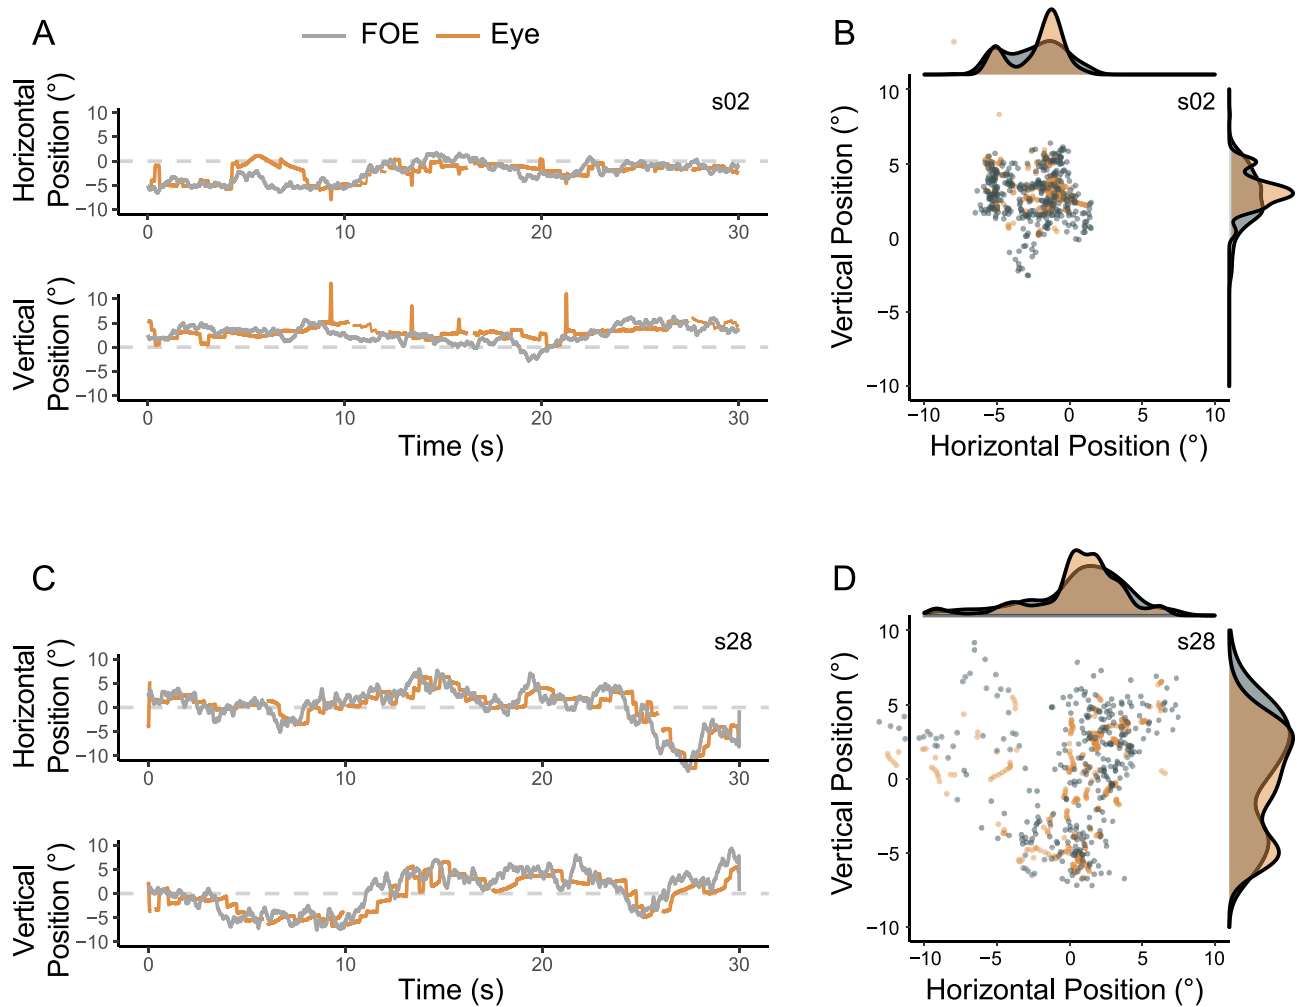 A
FOE
Eye
B
s02
Horizontal
Position (°)
10
5
0
−5
−10
0
10
20
30
Vertical
Position (°)
10
5
0
−5
−10
0
10
20
30
Time (s)
s02
Vertical Position (°)
10
5
0
−5
−10
−10
−5
0
5
10
Horizontal Position (°)
C
D
s28
Horizontal
Position (°)
10
5
0
−5
−10
0
10
20
30
Vertical
Position (°)
10
5
0
−5
−10
0
10
20
30
Time (s)
s28
Vertical Position (°)
10
5
0
−5
−10
−10
−5
0
5
10
Horizontal Position (°)